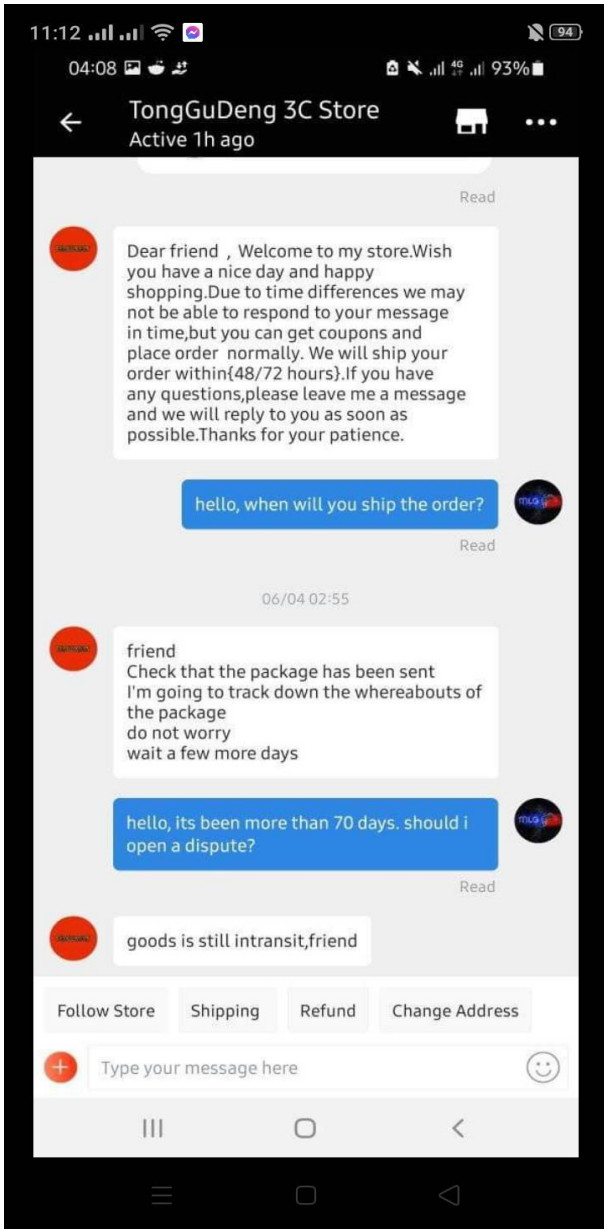 11:12
94
04:08
4G
93%
TongGuDeng 3C Store
Active 1h ago
Read
Dear friend , Welcome to my store.Wish
you have a nice day and happy
shopping.Due to time differences we may
not be able to respond to your message
in time,but you can get coupons and
place order normally. We will ship your
order within{48/72 hours}.If you have
any questions,please leave me a message
and we will reply to you as soon as
possible.Thanks for your patience.
hello, when will you ship the order?
Read
06/04 02:55
friend
Check that the package has been sent
I'm going to track down the whereabouts of
the package
do not worry
wait a few more days
hello, its been more than 70 days. should i
open a dispute?
Read
goods is still intransit,friend
Follow Store
Shipping
Refund
Change Address
Type your message here